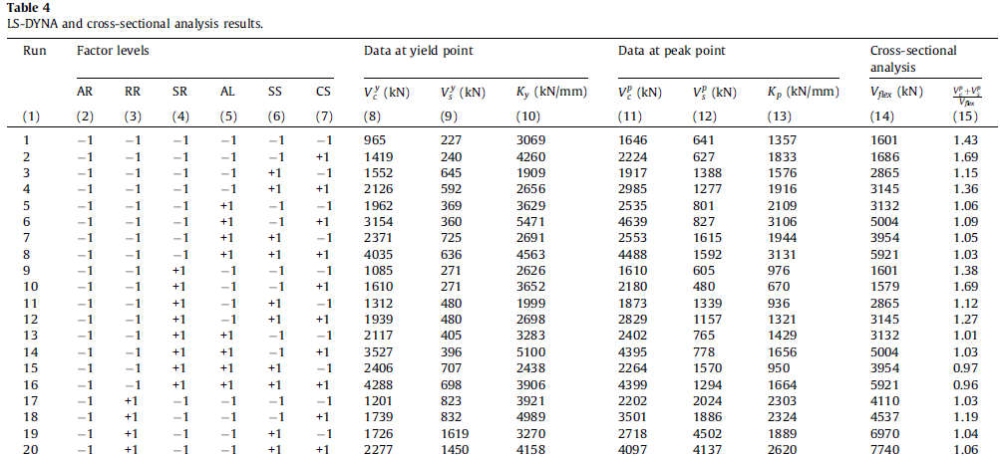 Table 4
LS-DYNA and cross-sectional analysis results.
Run Factor levels Data at yield point Data at peak point Cross-sectional analysis
AR RR SR AL SS CS V_c^y (kN) V_s^y (kN) K_y (kN/mm) V_c^p (kN) V_s^p (kN) K_p (kN/mm) V_flex (kN) (V_c^p+V_s^p)/V_flex
(1) (2) (3) (4) (5) (6) (7) (8) (9) (10) (11) (12) (13) (14) (15)
1 −1 −1 −1 −1 −1 −1 965 227 3069 1646 641 1357 1601 1.43
2 −1 −1 −1 −1 −1 +1 1419 240 4260 2224 627 1833 1686 1.69
3 −1 −1 −1 −1 +1 −1 1552 645 1909 1917 1388 1576 2865 1.15
4 −1 −1 −1 −1 +1 +1 2126 592 2656 2985 1277 1916 3145 1.36
5 −1 −1 −1 +1 −1 −1 1962 369 3629 2535 801 2109 3132 1.06
6 −1 −1 −1 +1 −1 +1 3154 360 5471 4639 827 3106 5004 1.09
7 −1 −1 −1 +1 +1 −1 2371 725 2691 2553 1615 1944 3954 1.05
8 −1 −1 −1 +1 +1 +1 4035 636 4563 4488 1592 3131 5921 1.03
9 −1 −1 +1 −1 −1 −1 1085 271 2626 1610 605 976 1601 1.38
10 −1 −1 +1 −1 −1 +1 1610 271 3652 2180 480 670 1579 1.69
11 −1 −1 +1 −1 +1 −1 1312 480 1999 1873 1339 936 2865 1.12
12 −1 −1 +1 −1 +1 +1 1939 480 2698 2829 1157 1321 3145 1.27
13 −1 −1 +1 +1 −1 −1 2117 405 3283 2402 765 1429 3132 1.01
14 −1 −1 +1 +1 −1 +1 3527 396 5100 4395 778 1656 5004 1.03
15 −1 −1 +1 +1 +1 −1 2406 707 2438 2264 1570 950 3954 0.97
16 −1 −1 +1 +1 +1 +1 4288 698 3906 4399 1294 1664 5921 0.96
17 −1 +1 −1 −1 −1 −1 1201 823 3921 2202 2024 2303 4110 1.03
18 −1 +1 −1 −1 −1 +1 1739 832 4989 3501 1886 2324 4537 1.19
19 −1 +1 −1 −1 +1 −1 1726 1619 3270 2718 4502 1889 6970 1.04
20 −1 +1 −1 −1 +1 +1 2277 1450 4158 4097 4137 2620 7740 1.06